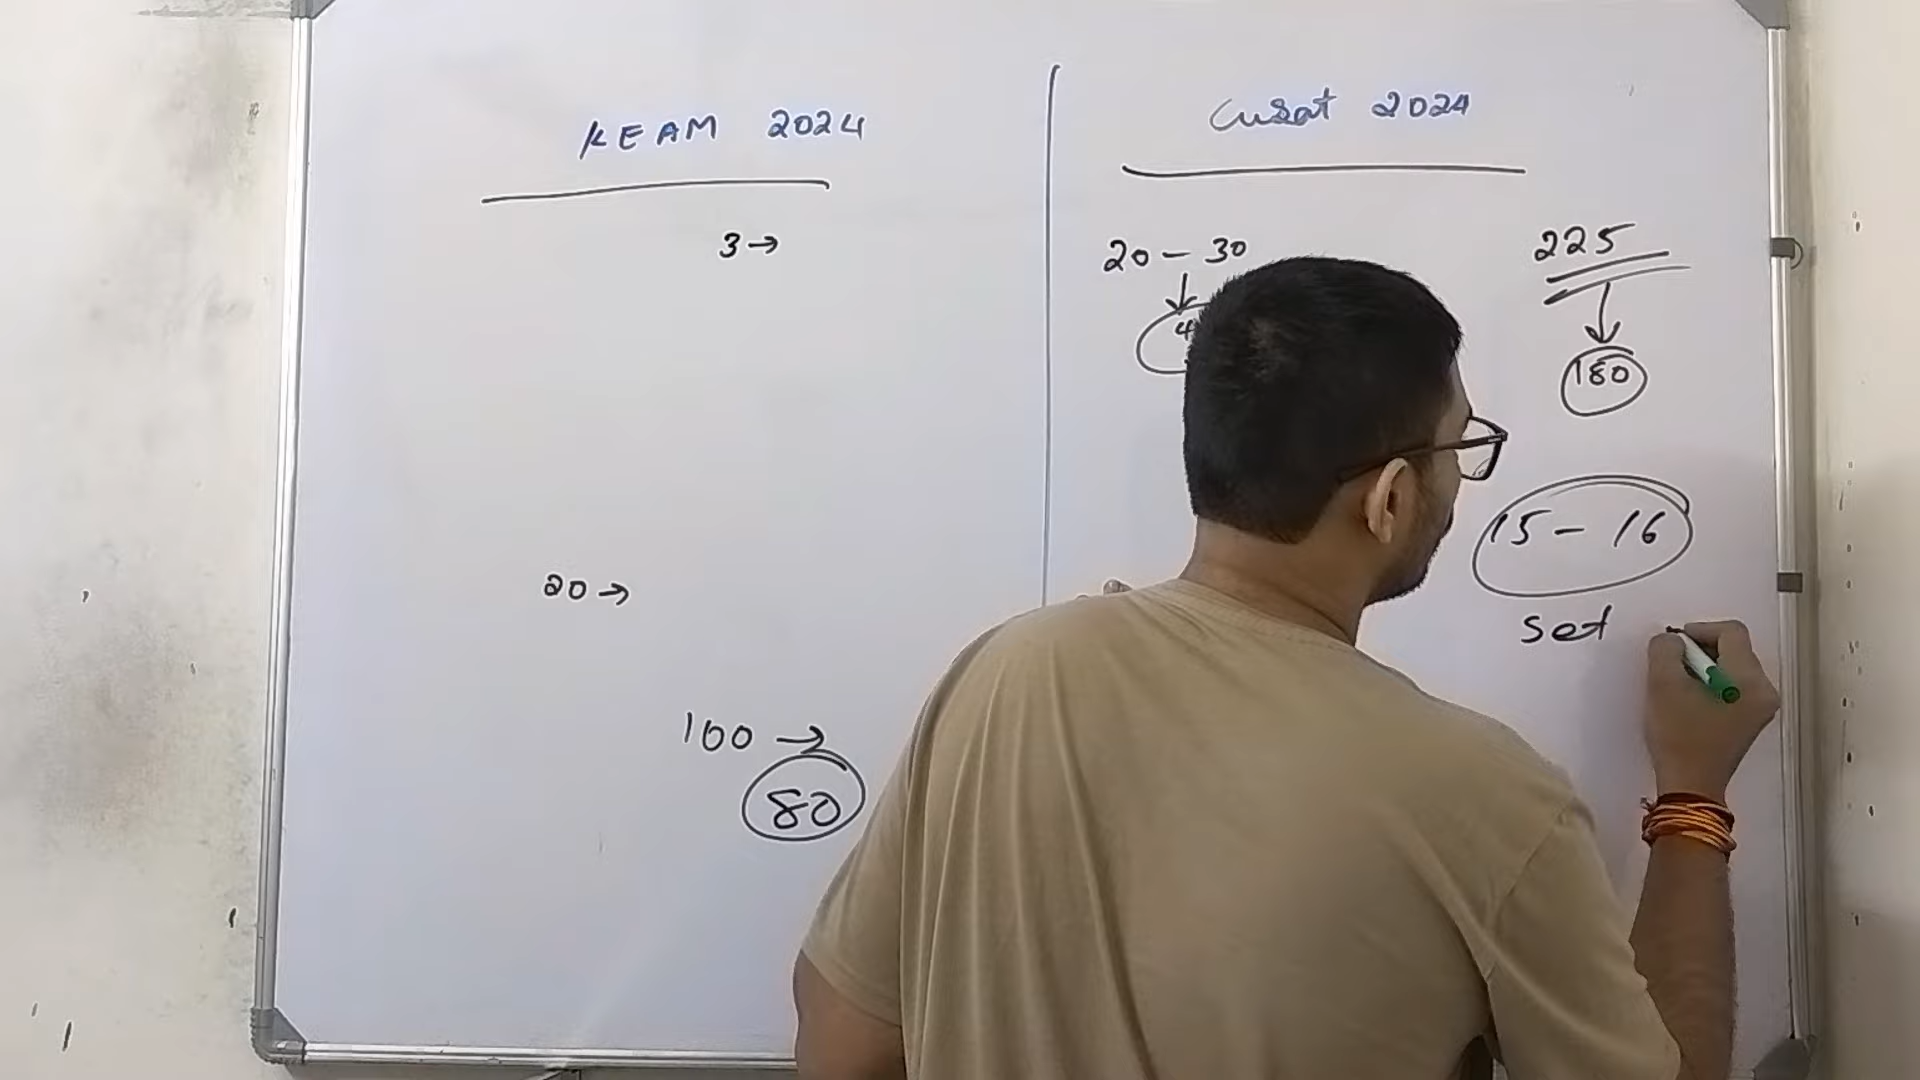 KEAM 2024
3→
20→
100→
80
Cusat 2024
20 - 30
↓
225
↓
180
15 - 16
set